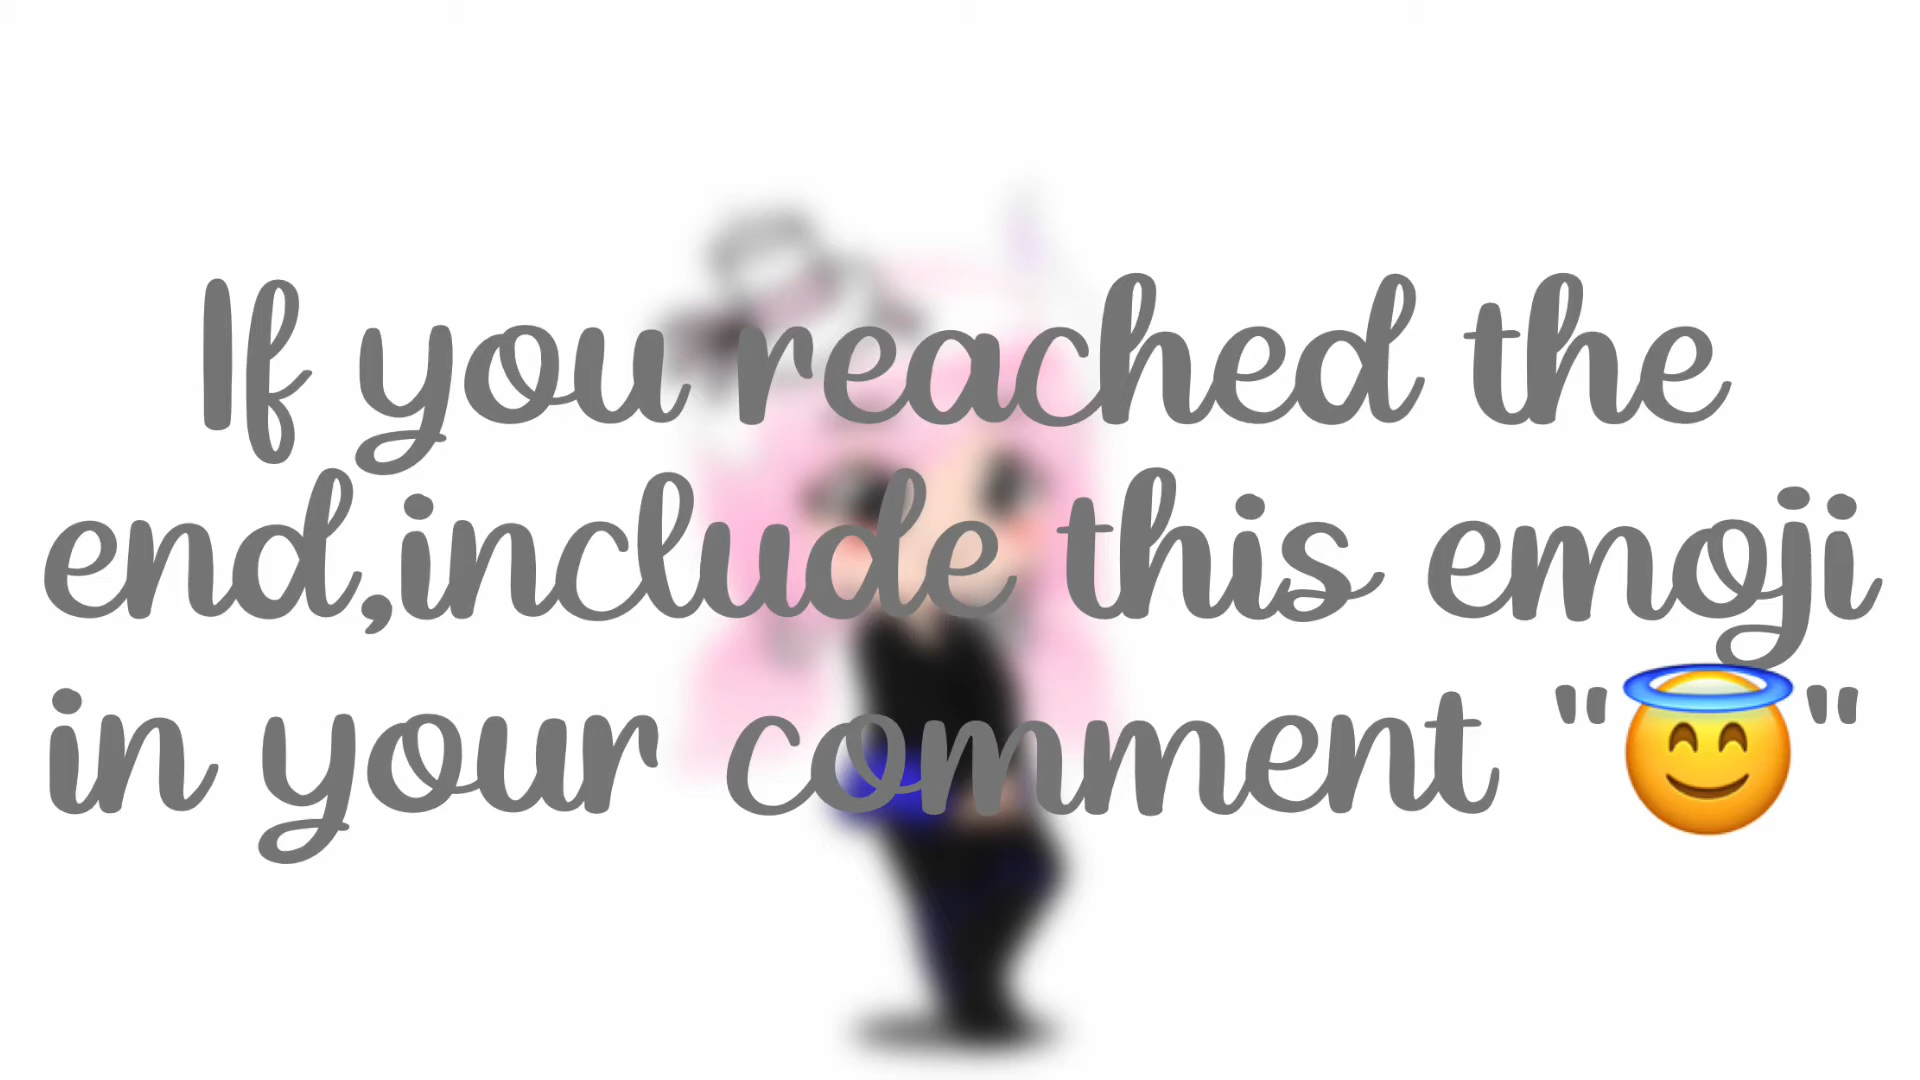 If you reached the
end,include this emoji
in your comment "😇"